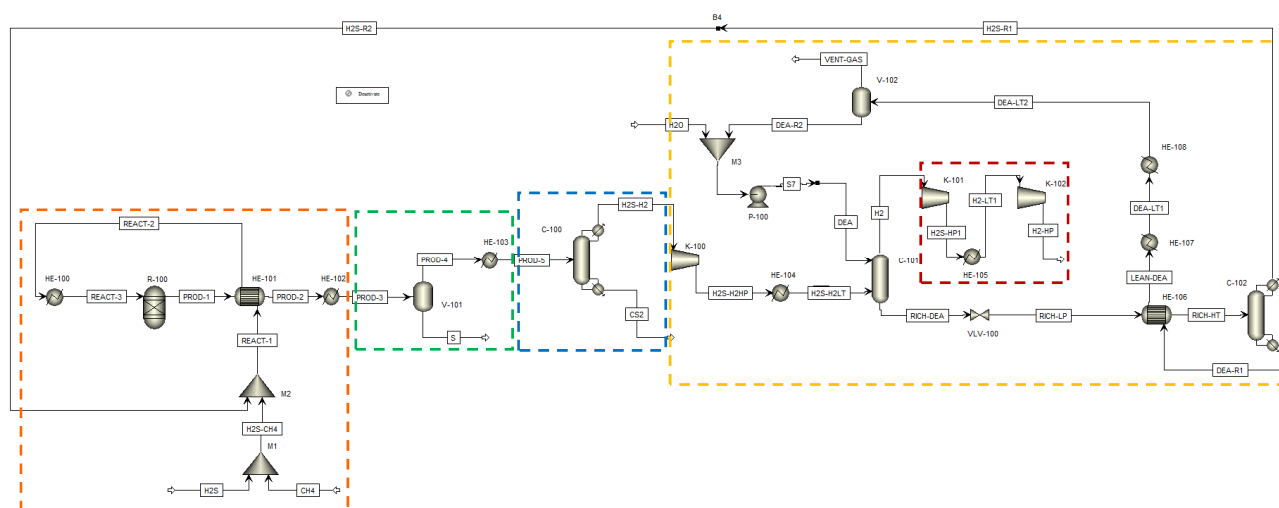 B4
H2S-R2
H2S-R1
VENT-GAS
V-102
DEA-LT2
H2O
DEA-R2
M3
HE-108
K-101
K-102
S7
H2-LT1
P-100
H2S-H2
H2
DEA-LT1
C-100
DEA
REACT-2
H2S-HP1
H2-HP
HE-107
HE-103
K-100
C-101
HE-105
LEAN-DEA
PROD-4
PROD-5
HE-100
R-100
HE-101
HE-102
HE-104
HE-106
C-102
REACT-3
PROD-1
PROD-2
PROD-3
V-101
H2S-H2HP
H2S-H2LT
CS2
RICH-DEA
RICH-LP
RICH-HT
S
VLV-100
REACT-1
DEA-R1
M2
H2S-CH4
M1
H2S
CH4